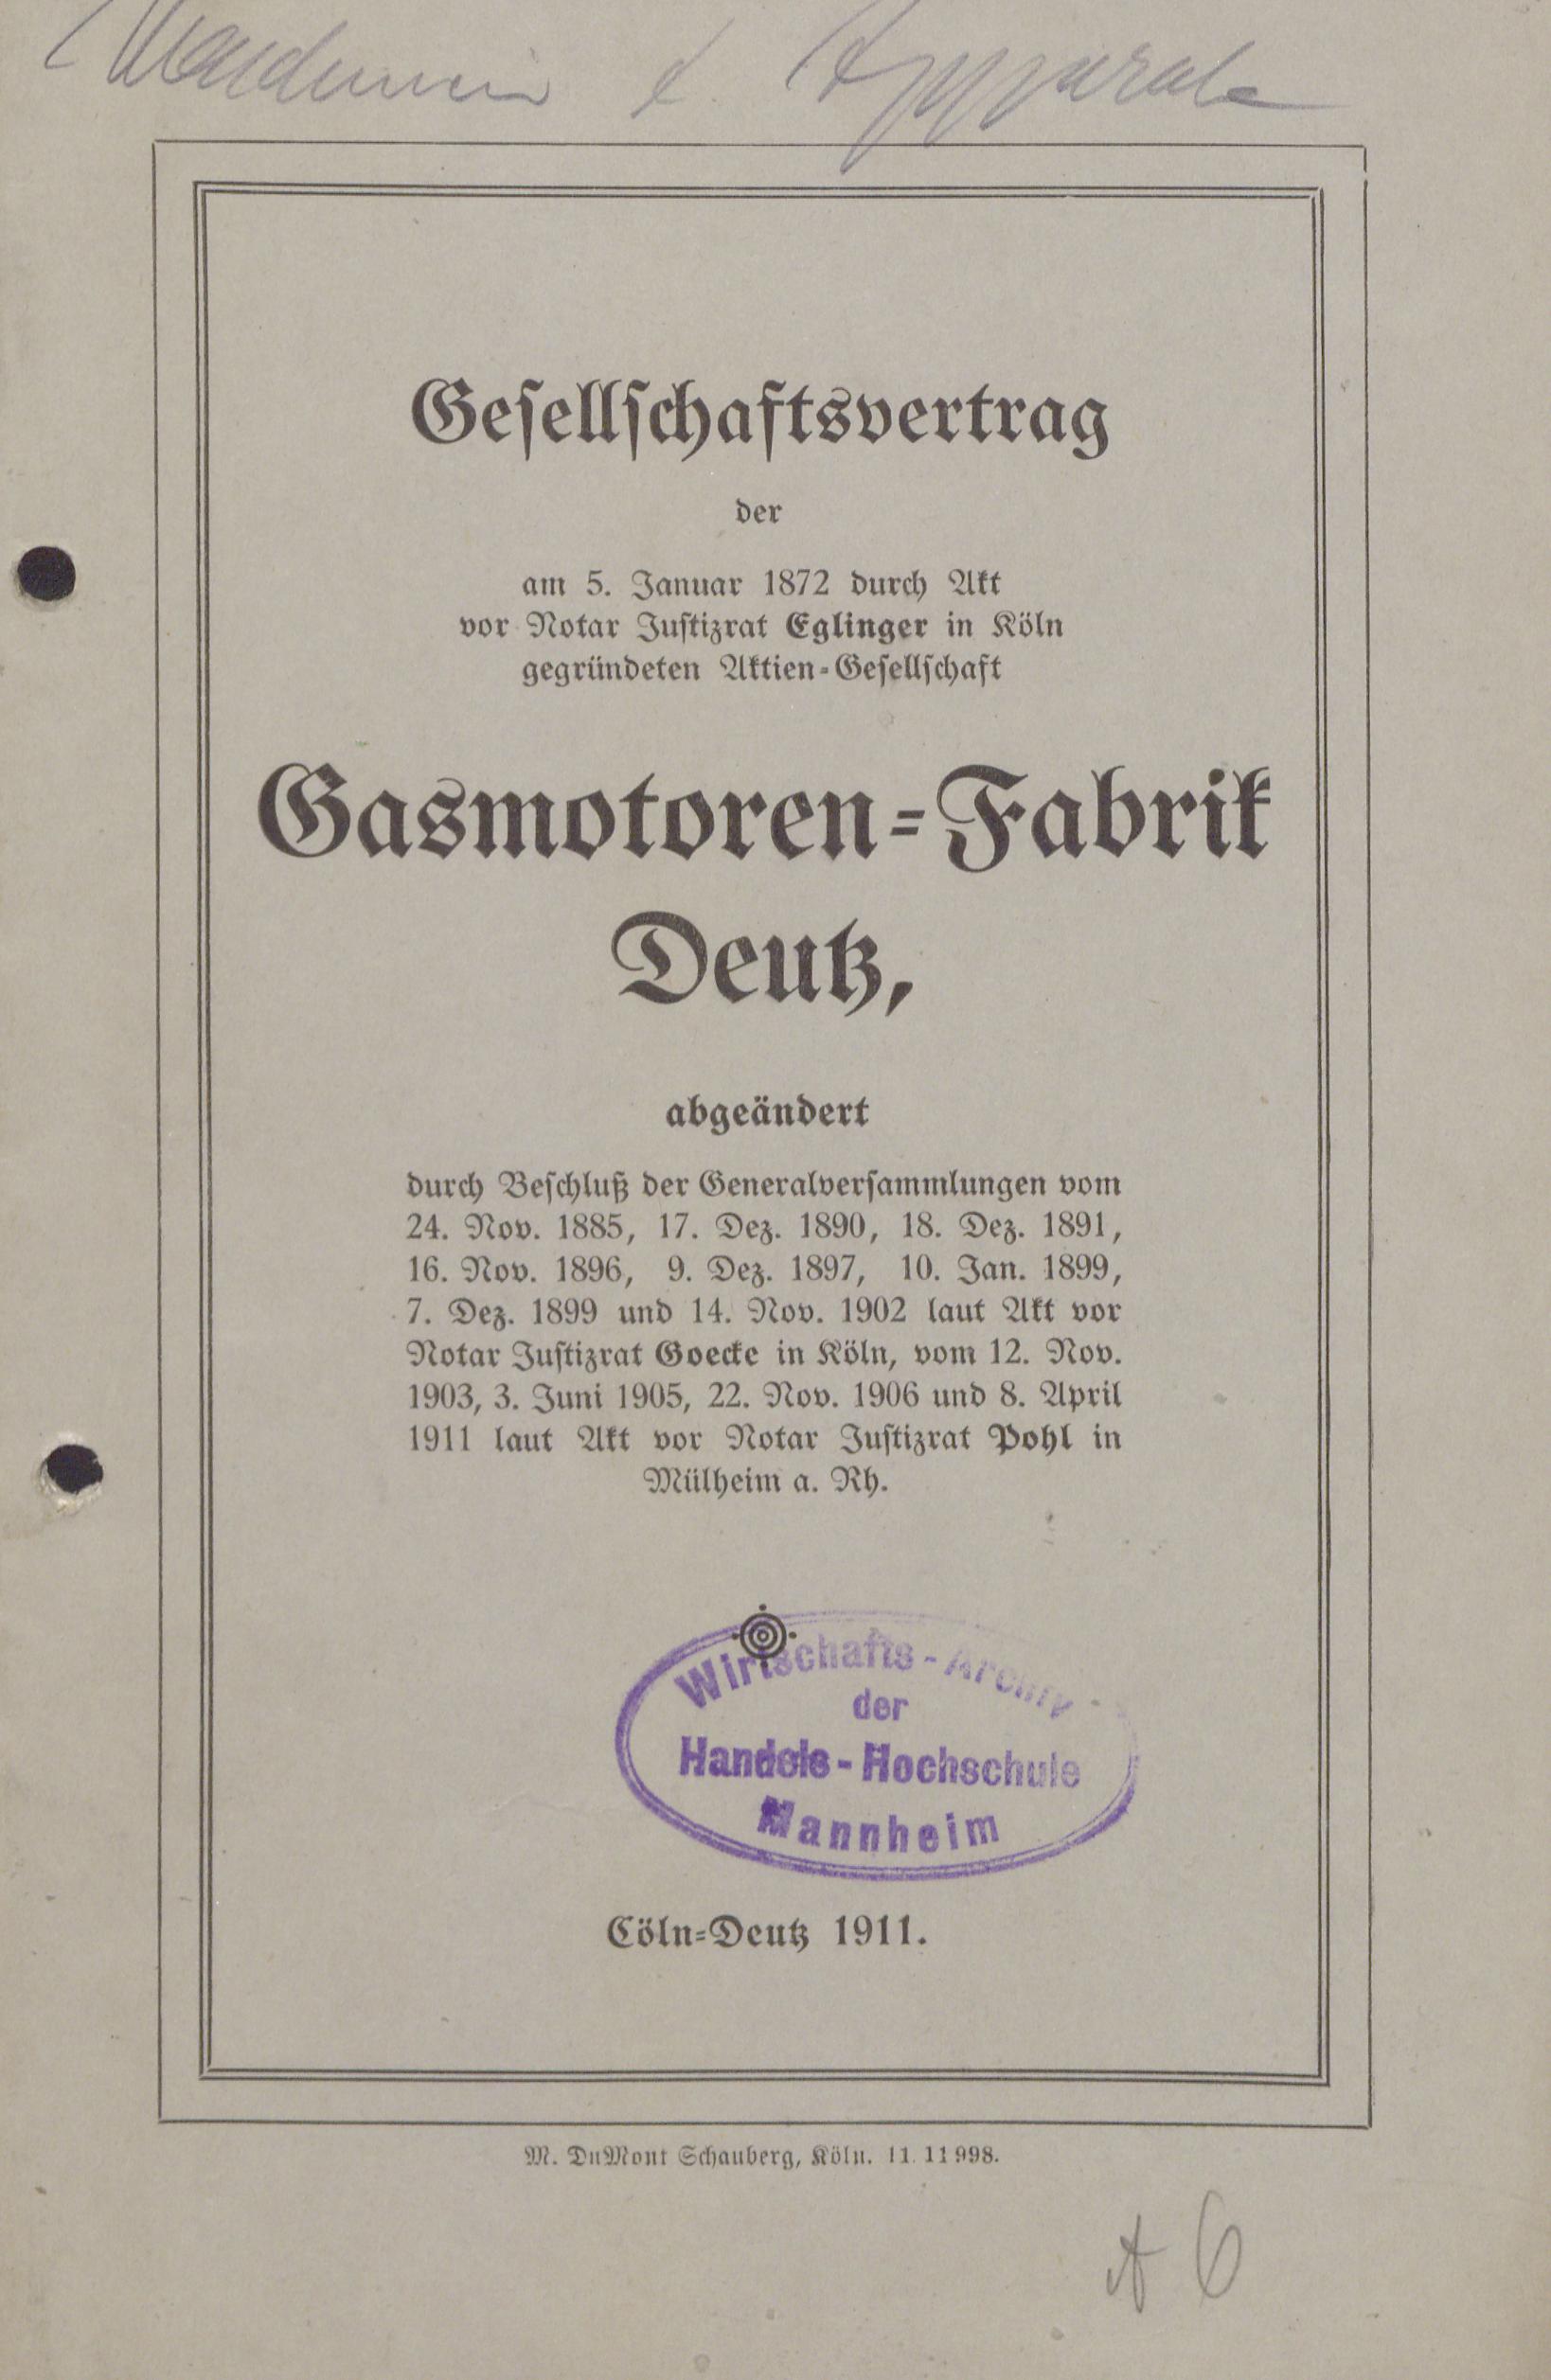 Gesellschaftsvertrag
der
am 5. Januar 1872 durch Akt
vor Notar Justizrat Eglinger in Köln
gegründeten Aktien-Gesellschaft
Gasmotoren-Fabrik
Deutz,
abgeändert
durch Beschluß der Generalversammlungen vom
24. Nov. 1885, 17. Dez. 1890, 18. Dez. 1891,
16. Nov. 1896, 9. Dez. 1897, 10. Jan. 1899,
7. Dez. 1899 und 14. Nov. 1902 laut Akt vor
Notar Justizrat Goecke in Köln, vom 12. Nov.
1903, 3. Juni 1905, 22. Nov. 1906 und 8. April
1911 laut Akt vor Notar Justizrat Pohl in
Mülheim a. Rh.
Wirtschafts-Archiv
der
Handels-Hochschule
Mannheim
Cöln-Deutz 1911.
M. DuMont Schauberg, Köln. 11. 11998.
A 6